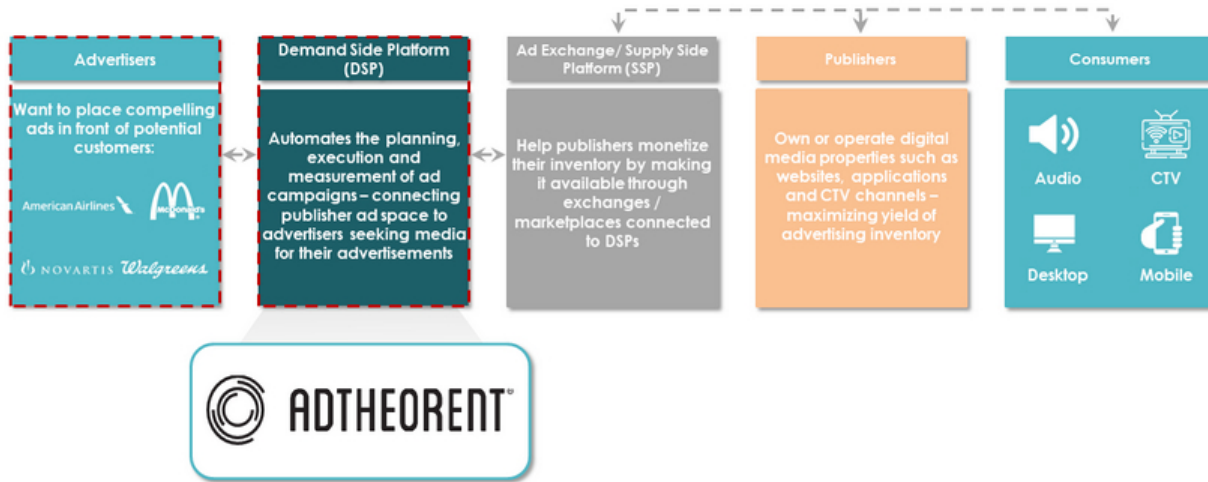 Advertisers
Want to place compelling
ads in front of potential
customers:
American Airlines
McDonald's
NOVARTIS
Walgreens
Demand Side Platform
(DSP)
Automates the planning,
execution and
measurement of ad
campaigns – connecting
publisher ad space to
advertisers seeking media
for their advertisements
Ad Exchange/ Supply Side
Platform (SSP)
Help publishers monetize
their inventory by making
it available through
exchanges /
marketplaces connected
to DSPs
Publishers
Own or operate digital
media properties such as
websites, applications
and CTV channels –
maximizing yield of
advertising inventory
Consumers
Audio
CTV
Desktop
Mobile
ADTHEORENT®